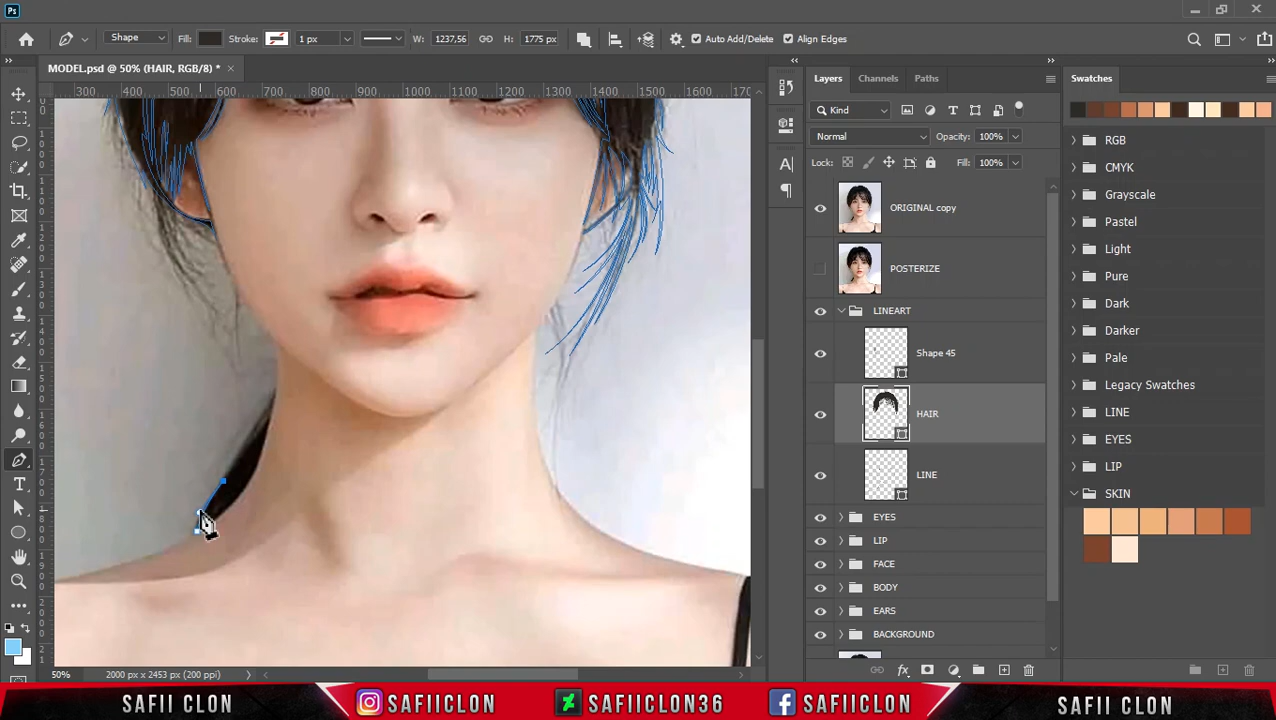 Ps
Shape Fill: Stroke: 1 px W: 1237,56 H: 1775 px Auto Add/Delete Align Edges
MODEL.psd @ 50% (HAIR, RGB/8) *
300 400 500 600 700 800 900 1000 1100 1200 1300 1400 1500 1600 170
Layers Channels Paths
Kind
Normal Opacity: 100%
Lock: Fill: 100%
ORIGINAL copy
POSTERIZE
LINEART
Shape 45
HAIR
LINE
EYES
LIP
FACE
BODY
EARS
BACKGROUND
Swatches
RGB
CMYK
Grayscale
Pastel
Light
Pure
Dark
Darker
Pale
Legacy Swatches
LINE
EYES
LIP
SKIN
50% 2000 px x 2453 px (200 ppi)
SAFII CLON SAFIICLON SAFIICLON36 SAFIICLON SAFII CLON